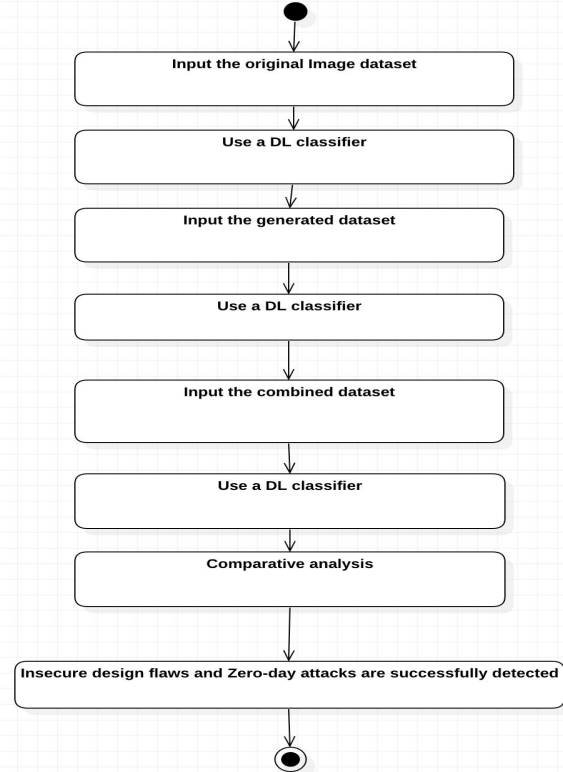 Input the original Image dataset
Use a DL classifier
Input the generated dataset
Use a DL classifier
Input the combined dataset
Use a DL classifier
Comparative analysis
Insecure design flaws and Zero-day attacks are successfully detected